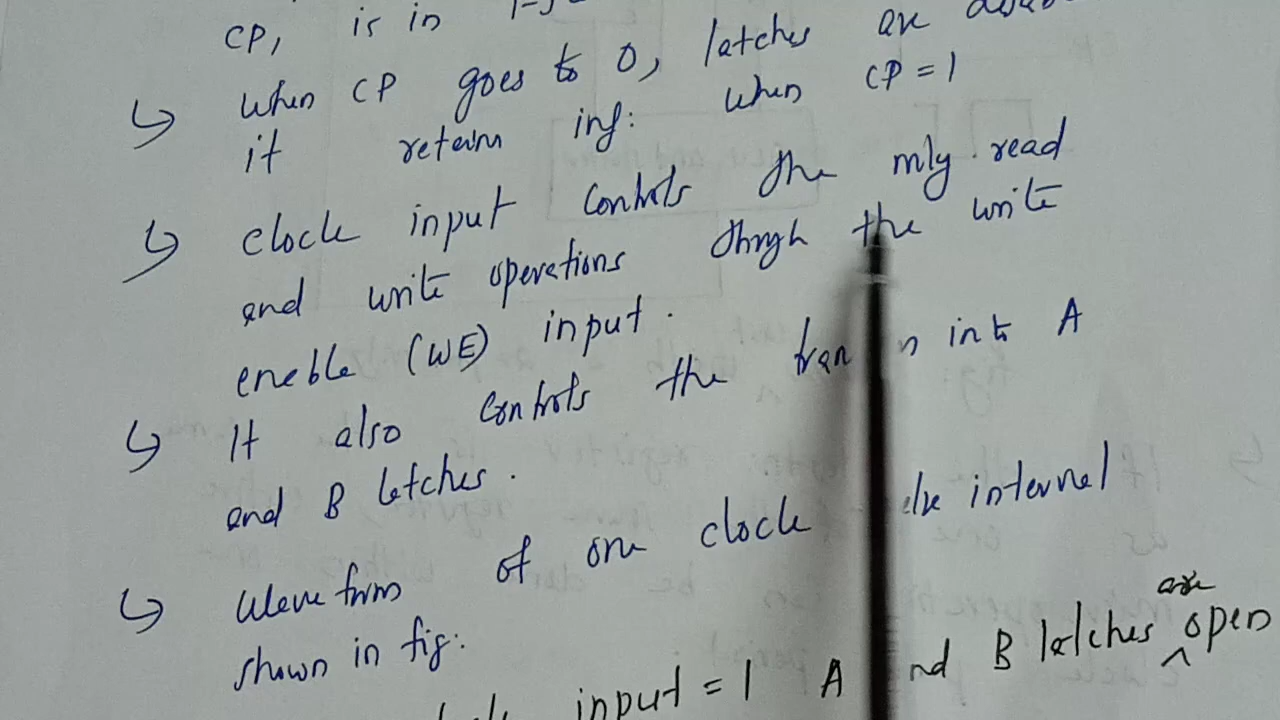 CP, is in
↳ when CP goes to 0, latches are
it retain inf: when CP = 1
↳ clock input controls the mly read
and write operations through the write
enable (WE) input.
↳ It also controls the into A
and B latches.
↳ Wave forms of one clock internal
shown in fig:
input = 1 A nd B latches are open